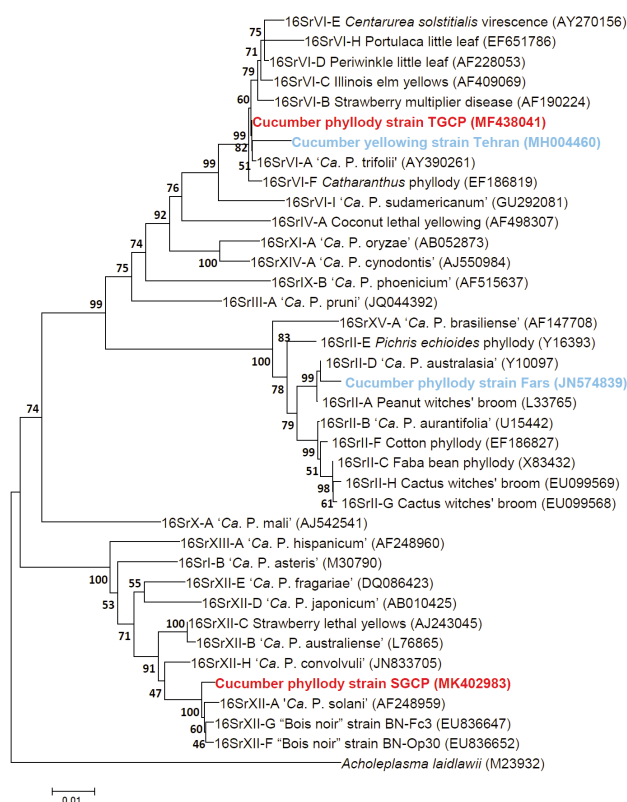 16SrVI-E Centarurea solstitialis virescence (AY270156)
75
16SrVI-H Portulaca little leaf (EF651786)
71
16SrVI-D Periwinkle little leaf (AF228053)
79
16SrVI-C Illinois elm yellows (AF409069)
60
16SrVI-B Strawberry multiplier disease (AF190224)
Cucumber phyllody strain TGCP (MF438041)
99
Cucumber yellowing strain Tehran (MH004460)
82
16SrVI-A ‘Ca. P. trifolii’ (AY390261)
51
99
16SrVI-F Catharanthus phyllody (EF186819)
76
16SrVI-I ‘Ca. P. sudamericanum’ (GU292081)
92
16SrIV-A Coconut lethal yellowing (AF498307)
16SrXI-A ‘Ca. P. oryzae’ (AB052873)
74
100
16SrXIV-A ‘Ca. P. cynodontis’ (AJ550984)
75
16SrIX-B ‘Ca. P. phoenicium’ (AF515637)
99
16SrIII-A ‘Ca. P. pruni’ (JQ044392)
16SrXV-A ‘Ca. P. brasiliense’ (AF147708)
83
16SrII-E Pichris echioides phyllody (Y16393)
100
16SrII-D ‘Ca. P. australasia’ (Y10097)
99
Cucumber phyllody strain Fars (JN574839)
78
16SrII-A Peanut witches' broom (L33765)
74
79
16SrII-B ‘Ca. P. aurantifolia’ (U15442)
16SrII-F Cotton phyllody (EF186827)
99
16SrII-C Faba bean phyllody (X83432)
51
16SrII-H Cactus witches' broom (EU099569)
98
16SrII-G Cactus witches' broom (EU099568)
61
16SrX-A ‘Ca. P. mali’ (AJ542541)
16SrXIII-A ‘Ca. P. hispanicum’ (AF248960)
100
16SrI-B ‘Ca. P. asteris’ (M30790)
53
55
16SrXII-E ‘Ca. P. fragariae’ (DQ086423)
16SrXII-D ‘Ca. P. japonicum’ (AB010425)
71
100
16SrXII-C Strawberry lethal yellows (AJ243045)
16SrXII-B ‘Ca. P. australiense’ (L76865)
91
16SrXII-H ‘Ca. P. convolvuli’ (JN833705)
47
Cucumber phyllody strain SGCP (MK402983)
16SrXII-A 'Ca. P. solani’ (AF248959)
100
16SrXII-G “Bois noir” strain BN-Fc3 (EU836647)
60
16SrXII-F “Bois noir” strain BN-Op30 (EU836652)
46
Acholeplasma laidlawii (M23932)
0.01